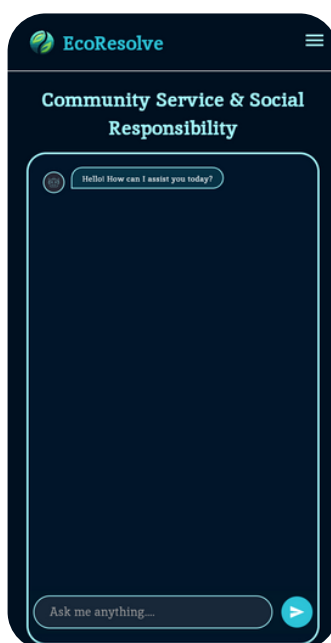 EcoResolve
Community Service & Social
Responsibility
Hello! How can I assist you today?
Ask me anything....